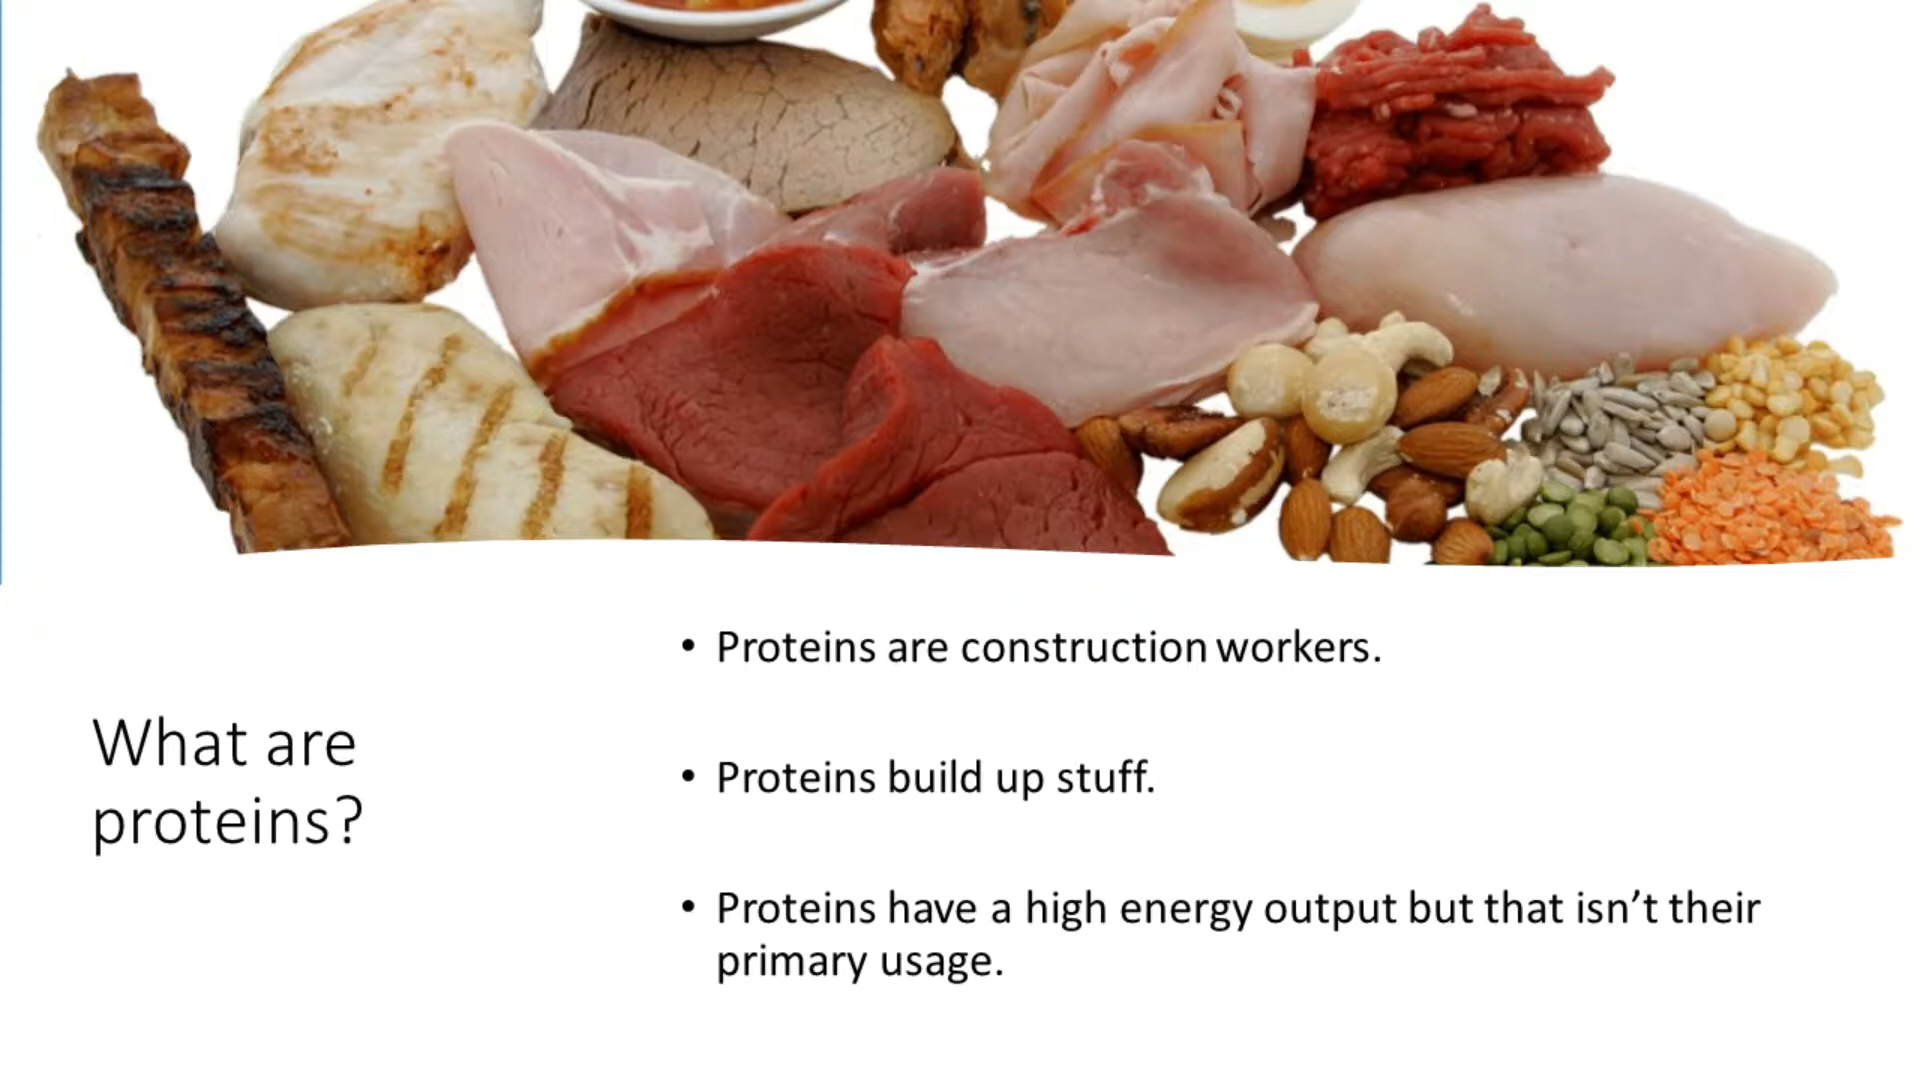 What are
proteins?
• Proteins are construction workers.
• Proteins build up stuff.
• Proteins have a high energy output but that isn’t their
primary usage.